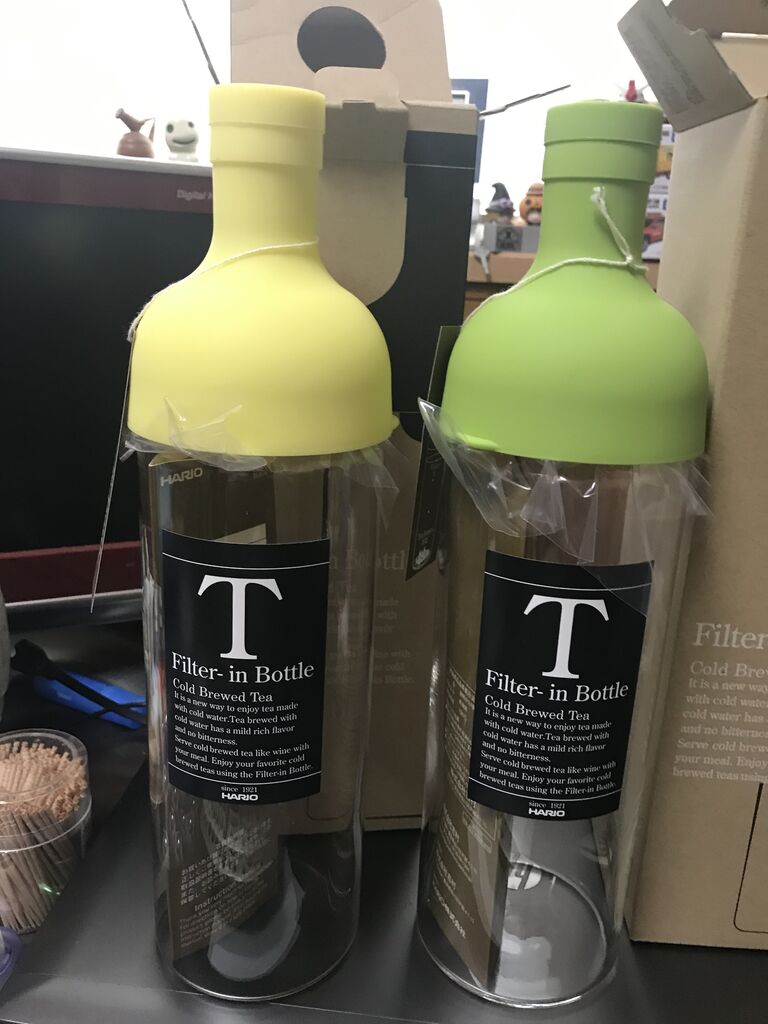 Digital
HARIO
T
Filter- in Bottle
Cold Brewed Tea
It is a new way to enjoy tea made
with cold water.Tea brewed with
cold water has a mild rich flavor
and no bitterness.
Serve cold brewed tea like wine with
your meal. Enjoy your favorite cold
brewed teas using the Filter-in Bottle.
since 1921
HARIO
T
Filter- in Bottle
Cold Brewed Tea
It is a new way to enjoy tea made
with cold water.Tea brewed with
cold water has a mild rich flavor
and no bitterness.
Serve cold brewed tea like wine with
your meal. Enjoy your favorite cold
brewed teas using the Filter-in Bottle.
since 1921
HARIO
Filter
Cold Brew
It is a new way
with cold wate
cold water has
and no bittern
Serve cold brew
your meal. Enjo
brewed teas using